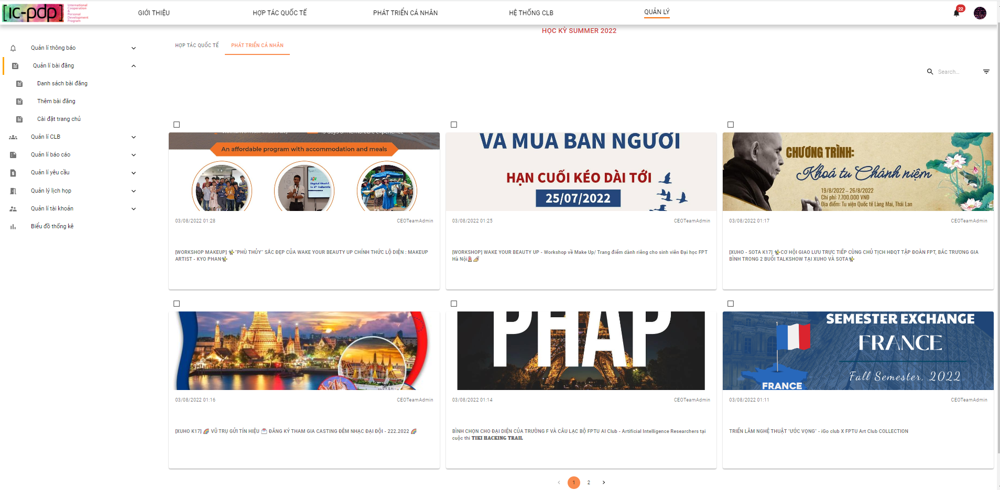 [ic-pdp]
International
Cooperation
&
Personal
Development
Program
GIỚI THIỆU
HỢP TÁC QUỐC TẾ
PHÁT TRIỂN CÁ NHÂN
HỆ THỐNG CLB
QUẢN LÝ
22
HỌC KỲ SUMMER 2022
HỢP TÁC QUỐC TẾ
PHÁT TRIỂN CÁ NHÂN
Search...
Quản lí thông báo
Quản lí bài đăng
Danh sách bài đăng
Thêm bài đăng
Cài đặt trang chủ
Quản lí CLB
Quản lí báo cáo
Quản lí yêu cầu
Quản lý lịch họp
Quản lí tài khoản
Biểu đồ thống kê
An affordable program with accommodation and meals
03/08/2022 01:28
CEOTeamAdmin
[WORKSHOP MAKEUP] ✨“PHÙ THỦY” SẮC ĐẸP CỦA WAKE YOUR BEAUTY UP CHÍNH THỨC LỘ DIỆN : MAKEUP
ARTIST - KYO PHAN✨
VÀ MUA BÁN NGƯỜI
HẠN CUỐI KÉO DÀI TỚI
25/07/2022
03/08/2022 01:25
CEOTeamAdmin
[WORKSHOP] WAKE YOUR BEAUTY UP - Workshop về Make Up/ Trang điểm dành riêng cho sinh viên Đại học FPT
Hà Nội💄💅
CHƯƠNG TRÌNH:
Khoá tu Chánh niệm
19/8/2022 – 26/8/2022
Chi phí: 7.700.000 VNĐ
Địa điểm: Tu viện Quốc tế Làng Mai, Thái Lan
03/08/2022 01:17
CEOTeamAdmin
[XUHO - SOTA K17] ✨CƠ HỘI GIAO LƯU TRỰC TIẾP CÙNG CHỦ TỊCH HĐQT TẬP ĐOÀN FPT, BÁC TRƯƠNG GIA
BÌNH TRONG 2 BUỔI TALKSHOW TẠI XUHO VÀ SOTA✨
03/08/2022 01:16
CEOTeamAdmin
[XUHO K17] 🌈 VŨ TRỤ GỬI TÍN HIỆU 📩 ĐĂNG KÝ THAM GIA CASTING ĐÊM NHẠC ĐẠI ĐỘI - 222.2022 🌈
PHÁP
03/08/2022 01:14
CEOTeamAdmin
BÌNH CHỌN CHO ĐẠI DIỆN CỦA TRƯỜNG F VÀ CÂU LẠC BỘ FPTU AI Club - Artificial Intelligence Researchers tại
cuộc thi TIKI HACKING TRAIL
SEMESTER EXCHANGE
FRANCE
Fall Semester, 2022
FRANCE
03/08/2022 01:11
CEOTeamAdmin
TRIỂN LÃM NGHỆ THUẬT "ƯỚC VỌNG" - iGo club X FPTU Art Club COLLECTION
1
2